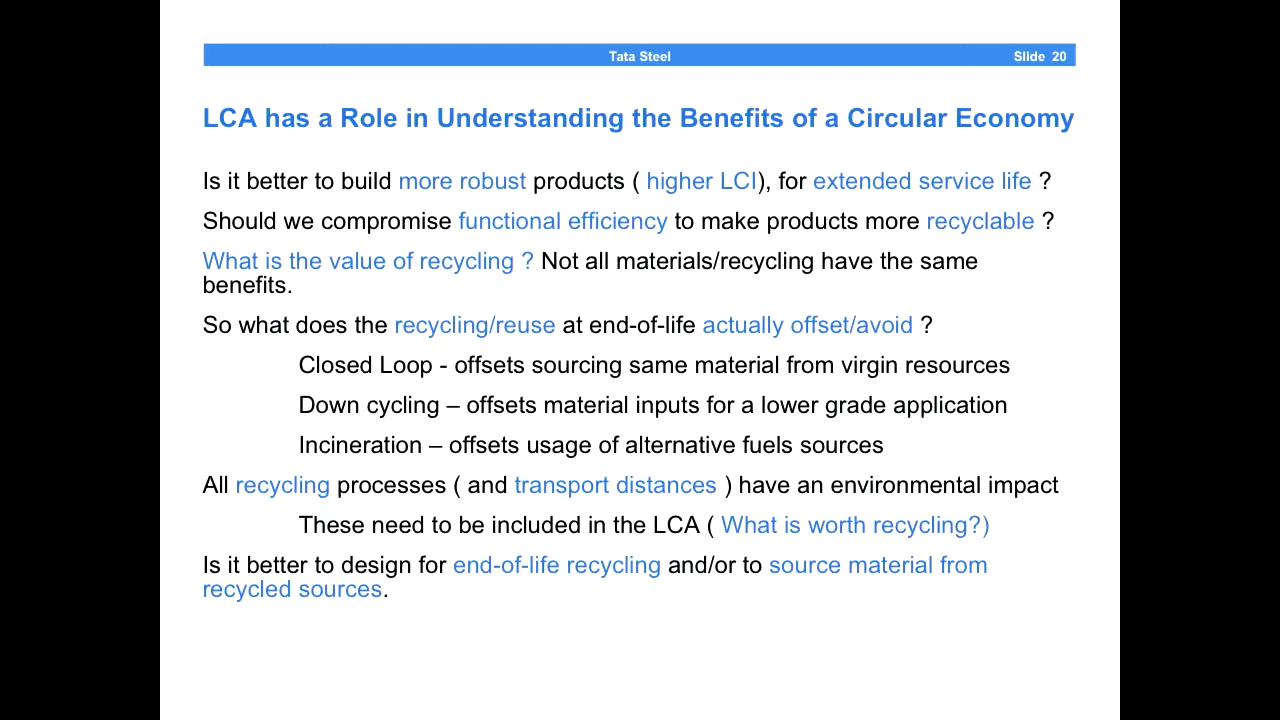 Tata Steel
Slide 20
LCA has a Role in Understanding the Benefits of a Circular Economy
Is it better to build more robust products ( higher LCI), for extended service life ?
Should we compromise functional efficiency to make products more recyclable ?
What is the value of recycling ? Not all materials/recycling have the same
benefits.
So what does the recycling/reuse at end-of-life actually offset/avoid ?
Closed Loop - offsets sourcing same material from virgin resources
Down cycling – offsets material inputs for a lower grade application
Incineration – offsets usage of alternative fuels sources
All recycling processes ( and transport distances ) have an environmental impact
These need to be included in the LCA ( What is worth recycling?)
Is it better to design for end-of-life recycling and/or to source material from
recycled sources.